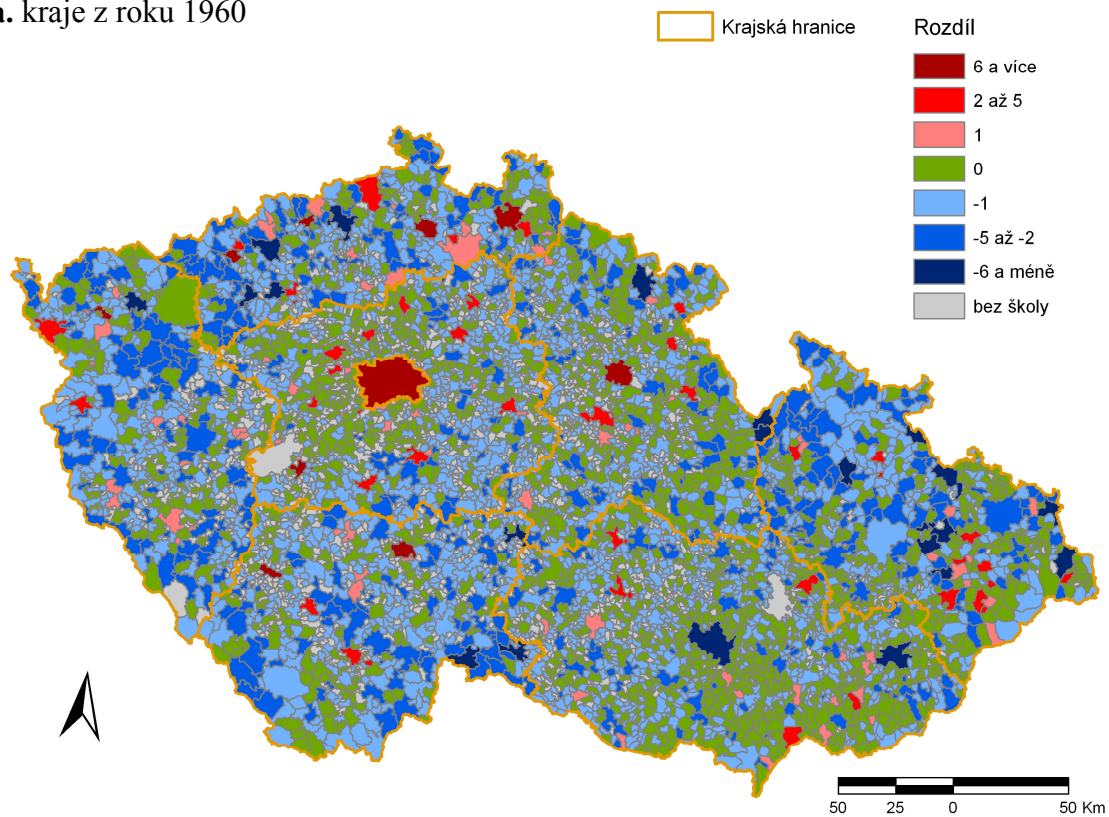 a. kraje z roku 1960
Krajská hranice
Rozdíl
6 a více
2 až 5
1
0
-1
-5 až -2
-6 a méně
bez školy
50 25 0 50 Km